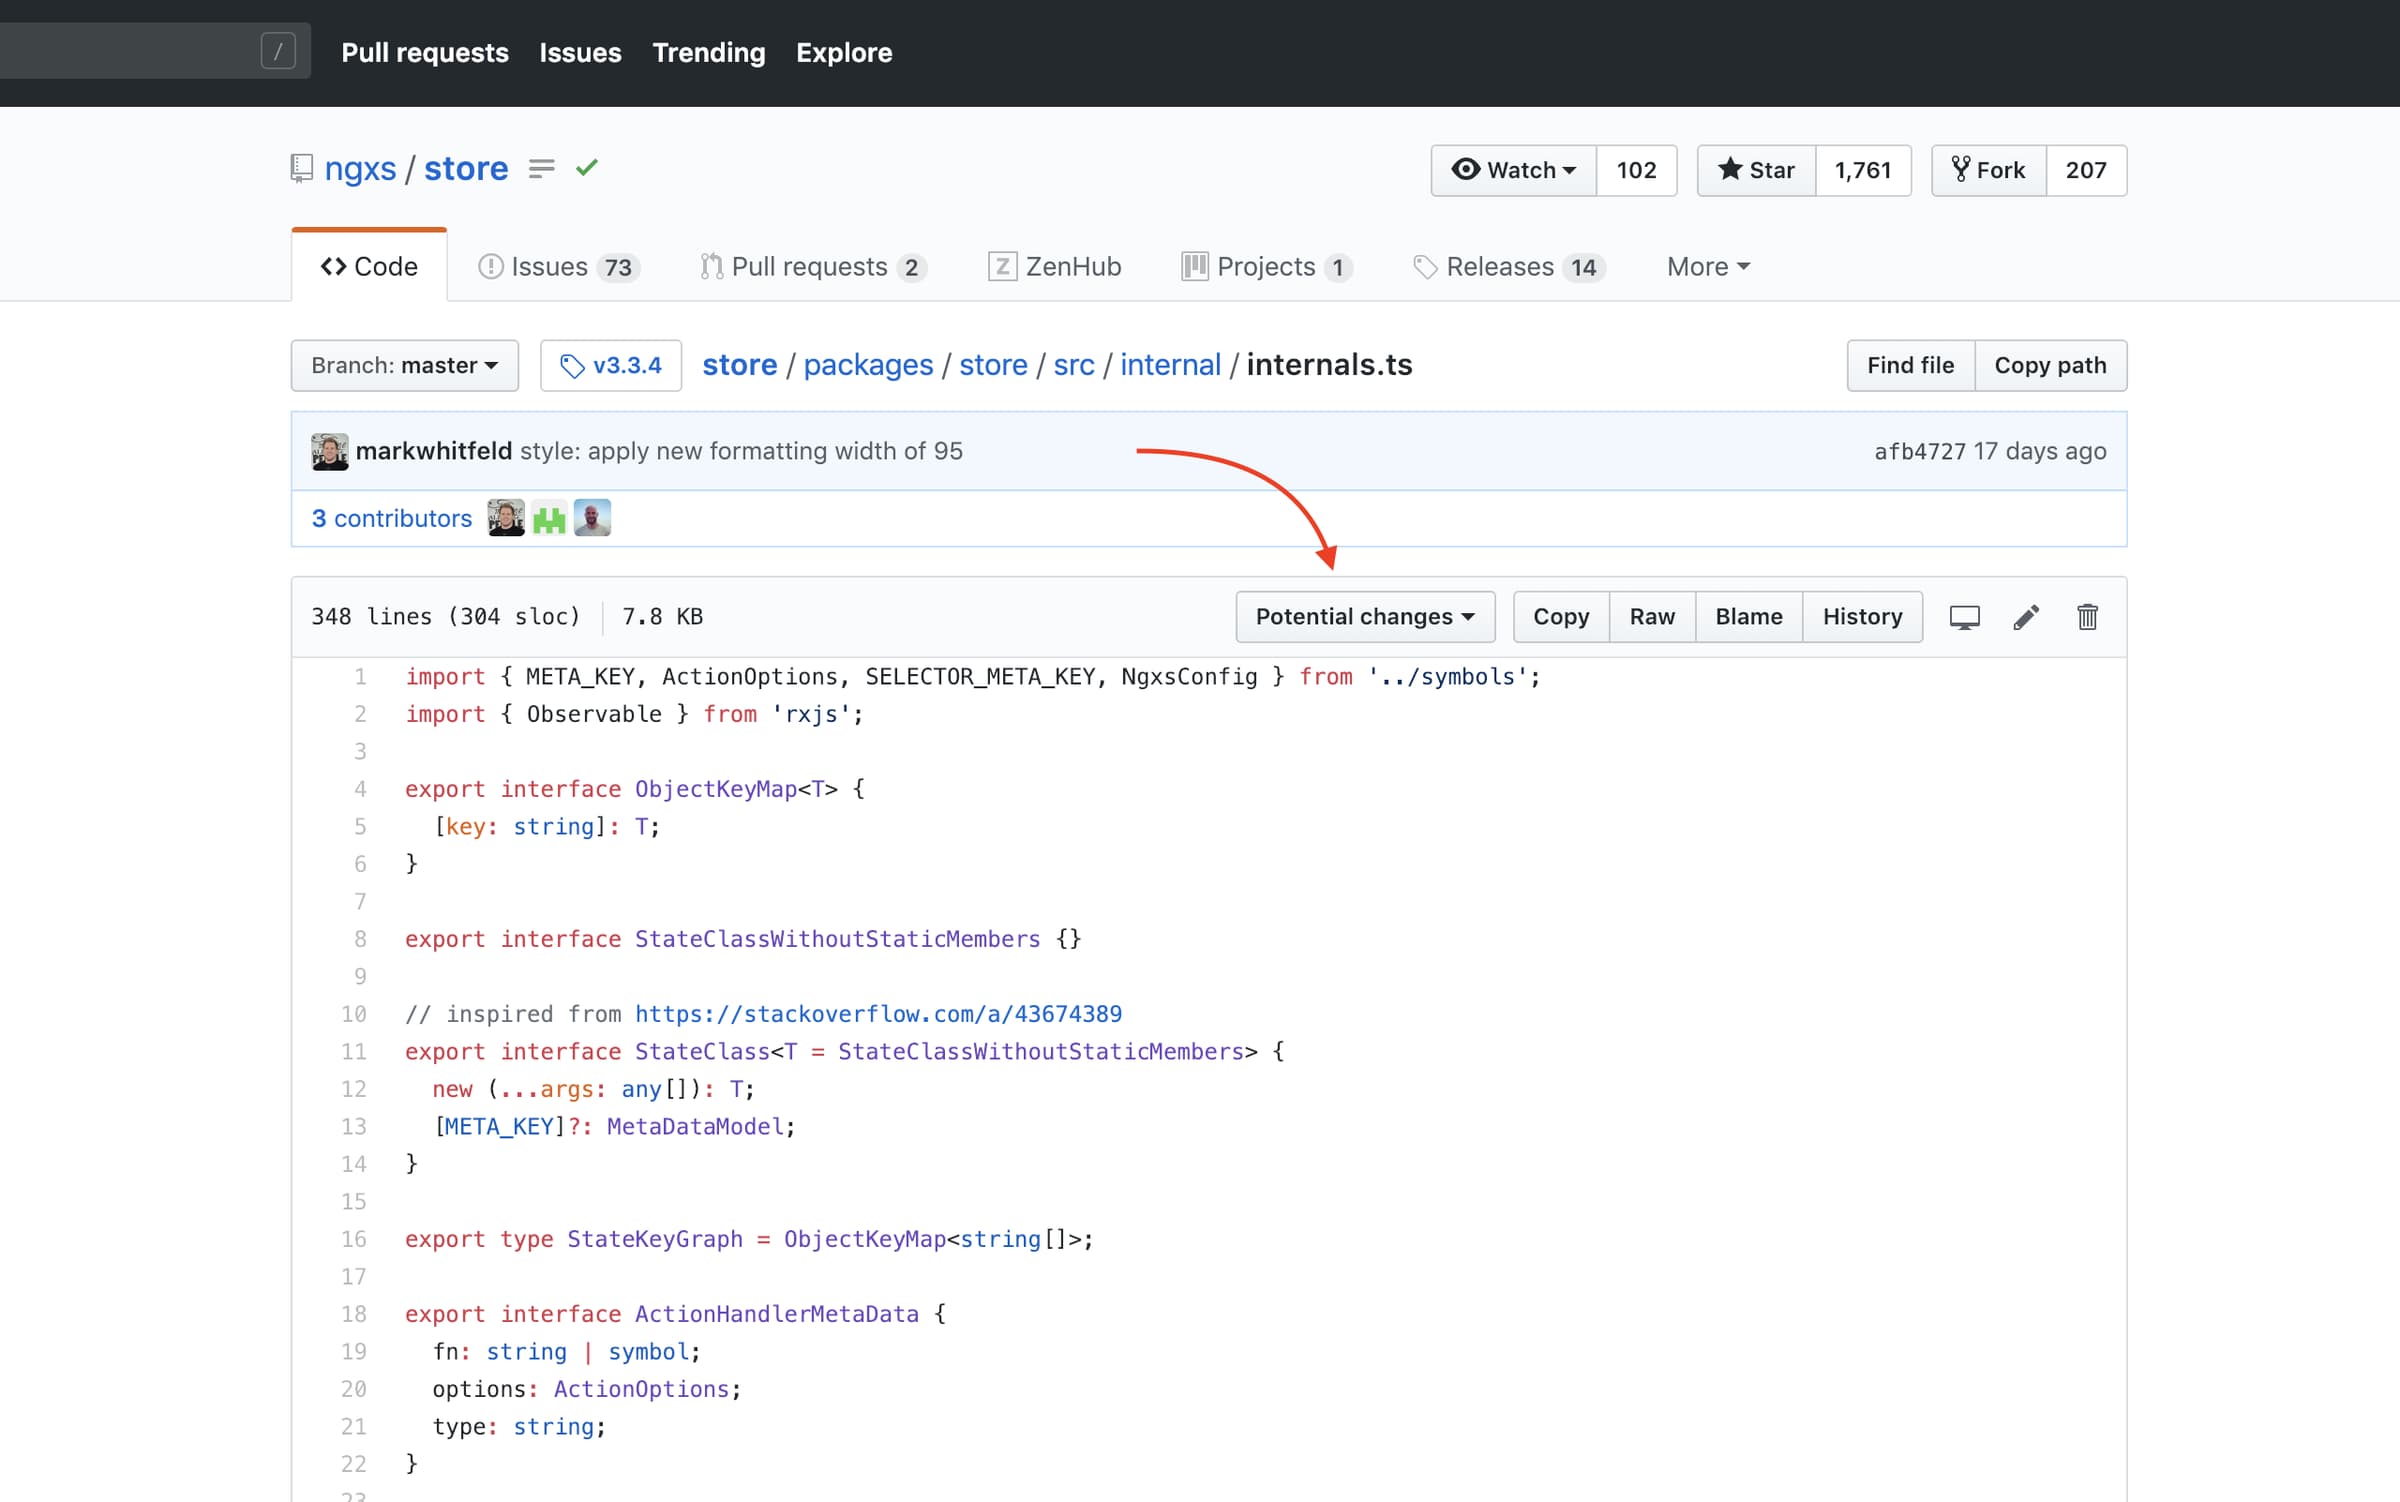 / Pull requests Issues Trending Explore
ngxs / store
Watch 102 Star 1,761 Fork 207
Code Issues 73 Pull requests 2 ZenHub Projects 1 Releases 14 More
Branch: master v3.3.4 store / packages / store / src / internal / internals.ts Find file Copy path
markwhitfeld style: apply new formatting width of 95 afb4727 17 days ago
3 contributors
348 lines (304 sloc) 7.8 KB Potential changes Copy Raw Blame History
1 import { META_KEY, ActionOptions, SELECTOR_META_KEY, NgxsConfig } from '../symbols';
2 import { Observable } from 'rxjs';
3
4 export interface ObjectKeyMap<T> {
5 [key: string]: T;
6 }
7
8 export interface StateClassWithoutStaticMembers {}
9
10 // inspired from https://stackoverflow.com/a/43674389
11 export interface StateClass<T = StateClassWithoutStaticMembers> {
12 new (...args: any[]): T;
13 [META_KEY]?: MetaDataModel;
14 }
15
16 export type StateKeyGraph = ObjectKeyMap<string[]>;
17
18 export interface ActionHandlerMetaData {
19 fn: string | symbol;
20 options: ActionOptions;
21 type: string;
22 }
23